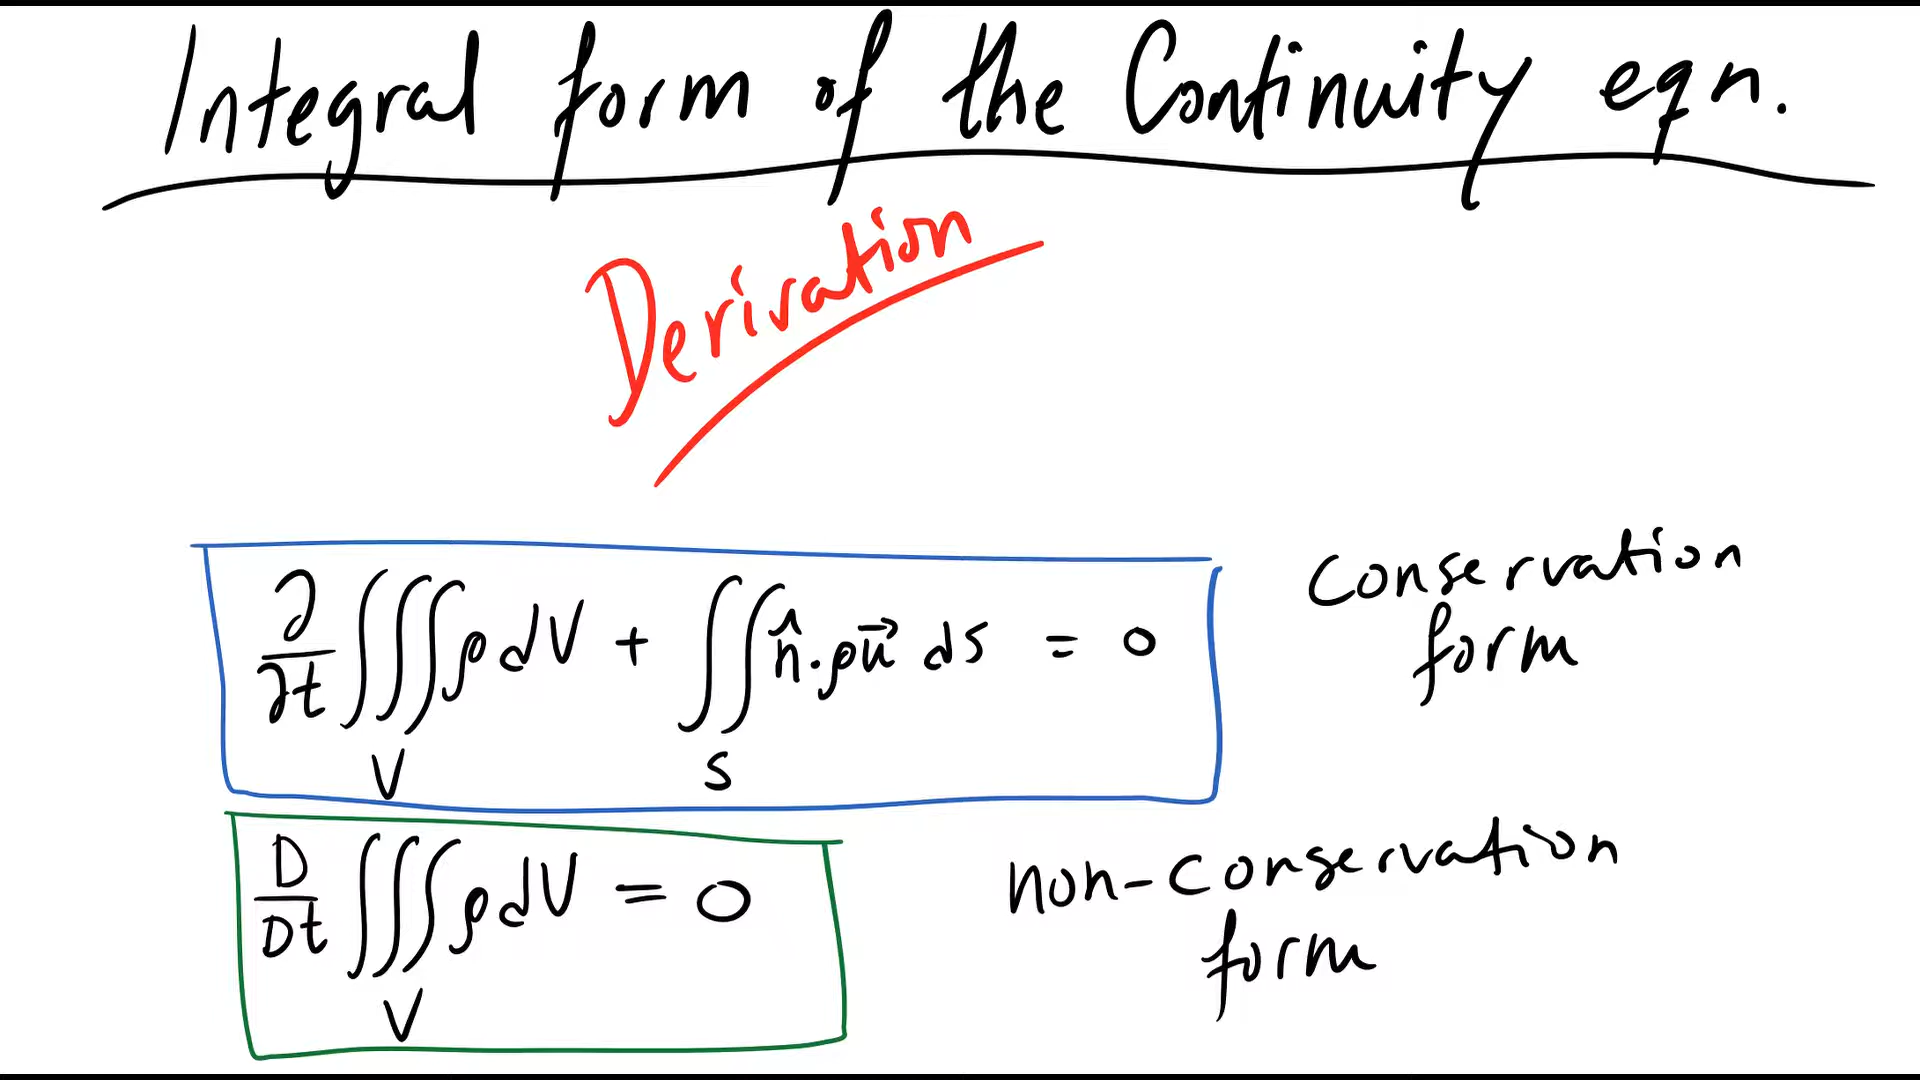 Integral form of the Continuity eqn.
Derivation
∂/∂t ∭_V ρ dV + ∬_S n̂·ρu⃗ ds = 0
Conservation
form
D/Dt ∭_V ρ dV = 0
non-conservation
form